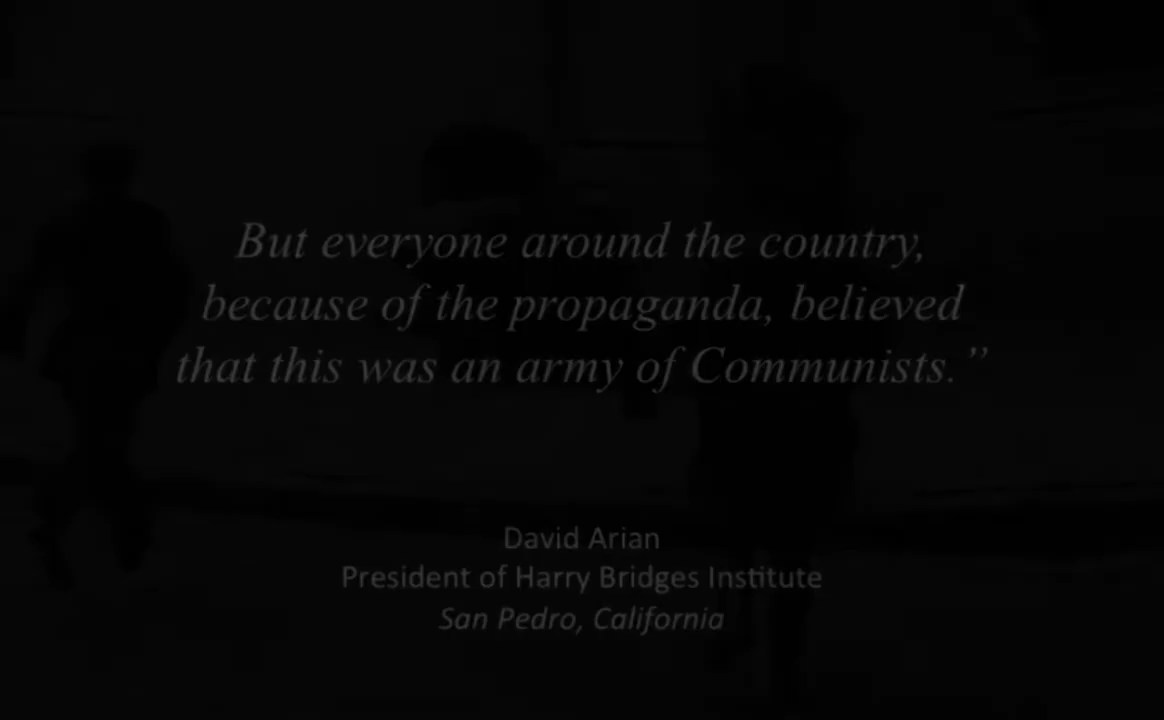 But everyone around the country,
because of the propaganda, believed
that this was an army of Communists.”
David Arian
President of Harry Bridges Institute
San Pedro, California